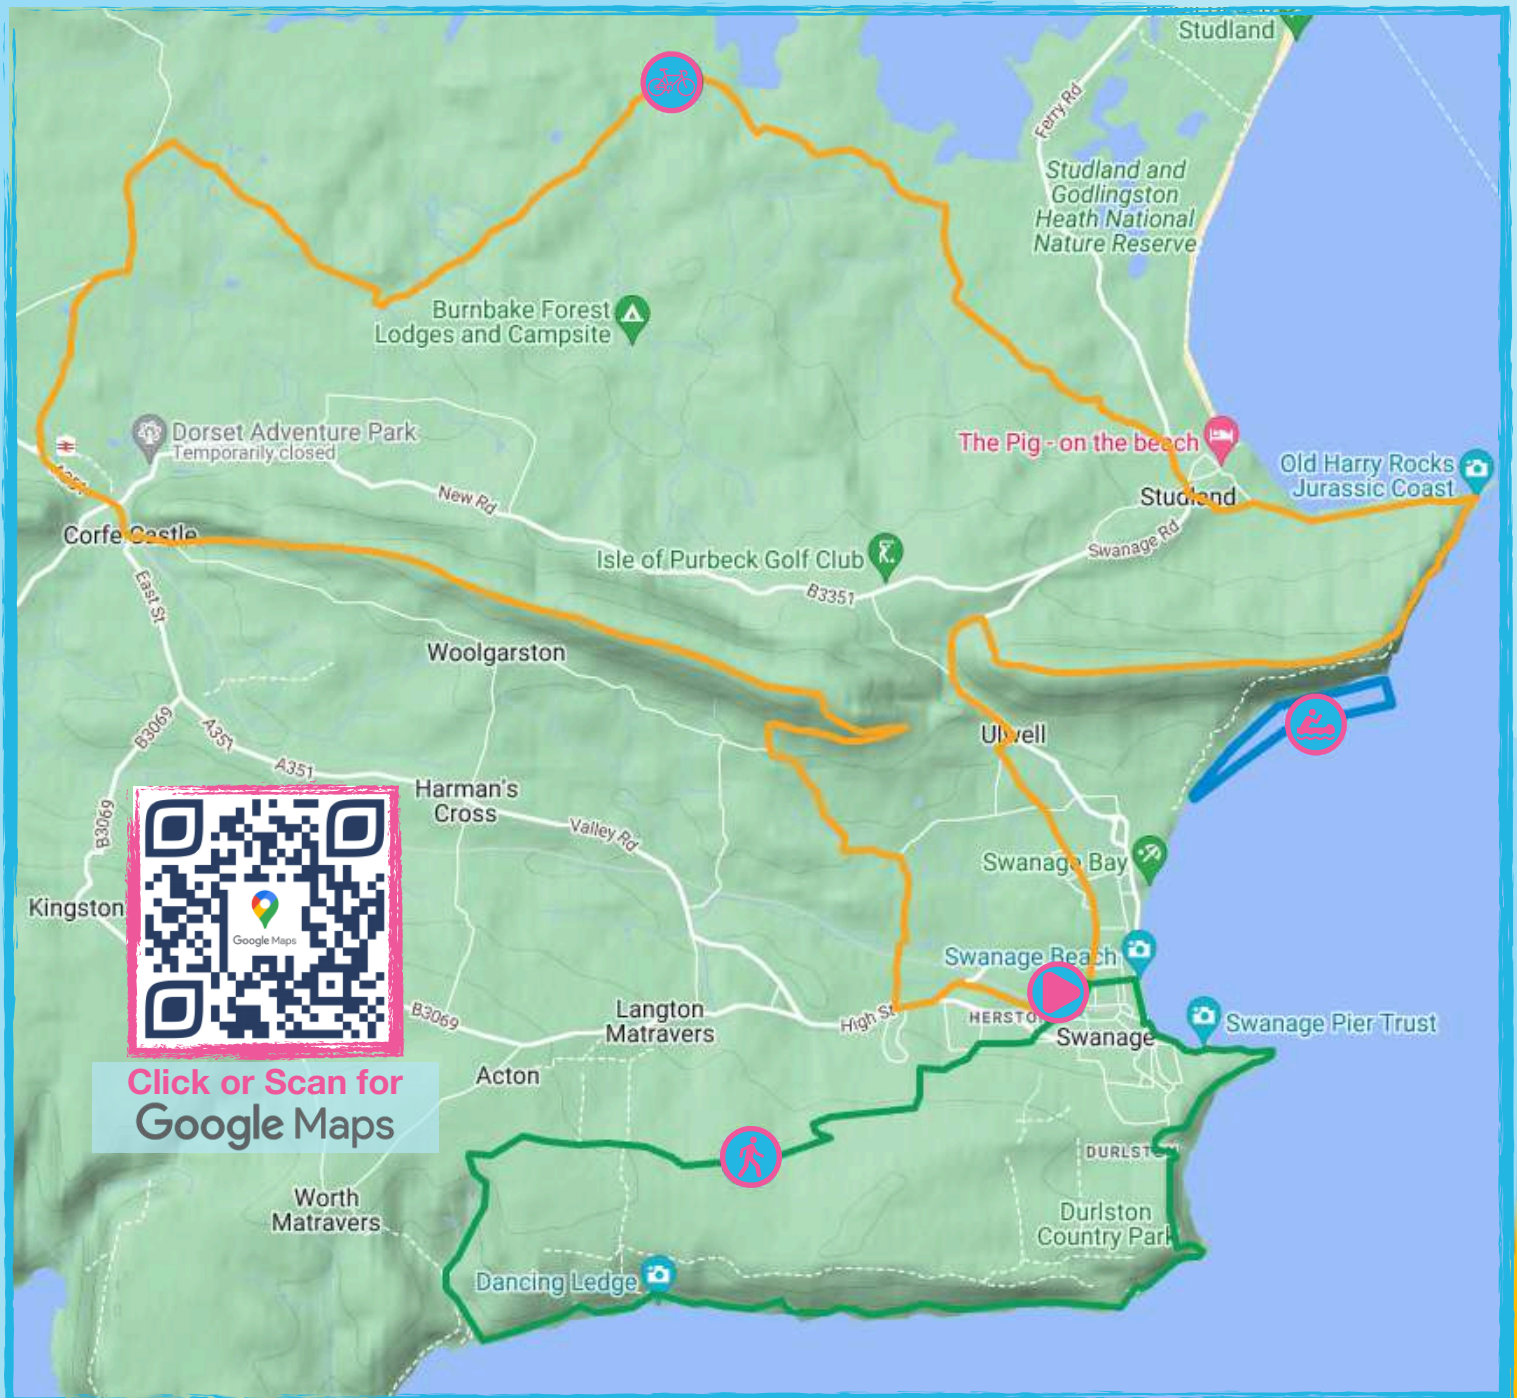 Studland
Ferry Rd
Studland and
Godlingston
Heath National
Nature Reserve
Burnbake Forest
Lodges and Campsite
Dorset Adventure Park
Temporarily closed
The Pig - on the beach
Old Harry Rocks
Jurassic Coast
Studland
New Rd
Swanage Rd
Corfe Castle
Isle of Purbeck Golf Club
B3351
East St
Woolgarston
B3069
A351
A351
Ulwell
Harman's
Cross
B3069
Valley Rd
Swanage Bay
Kingston
Google Maps
Swanage Beach
B3069
Langton
Matravers
High St
Swanage Pier Trust
Swanage
Click or Scan for
Google Maps
Acton
Worth
Matravers
Durlston
Country Park
Dancing Ledge